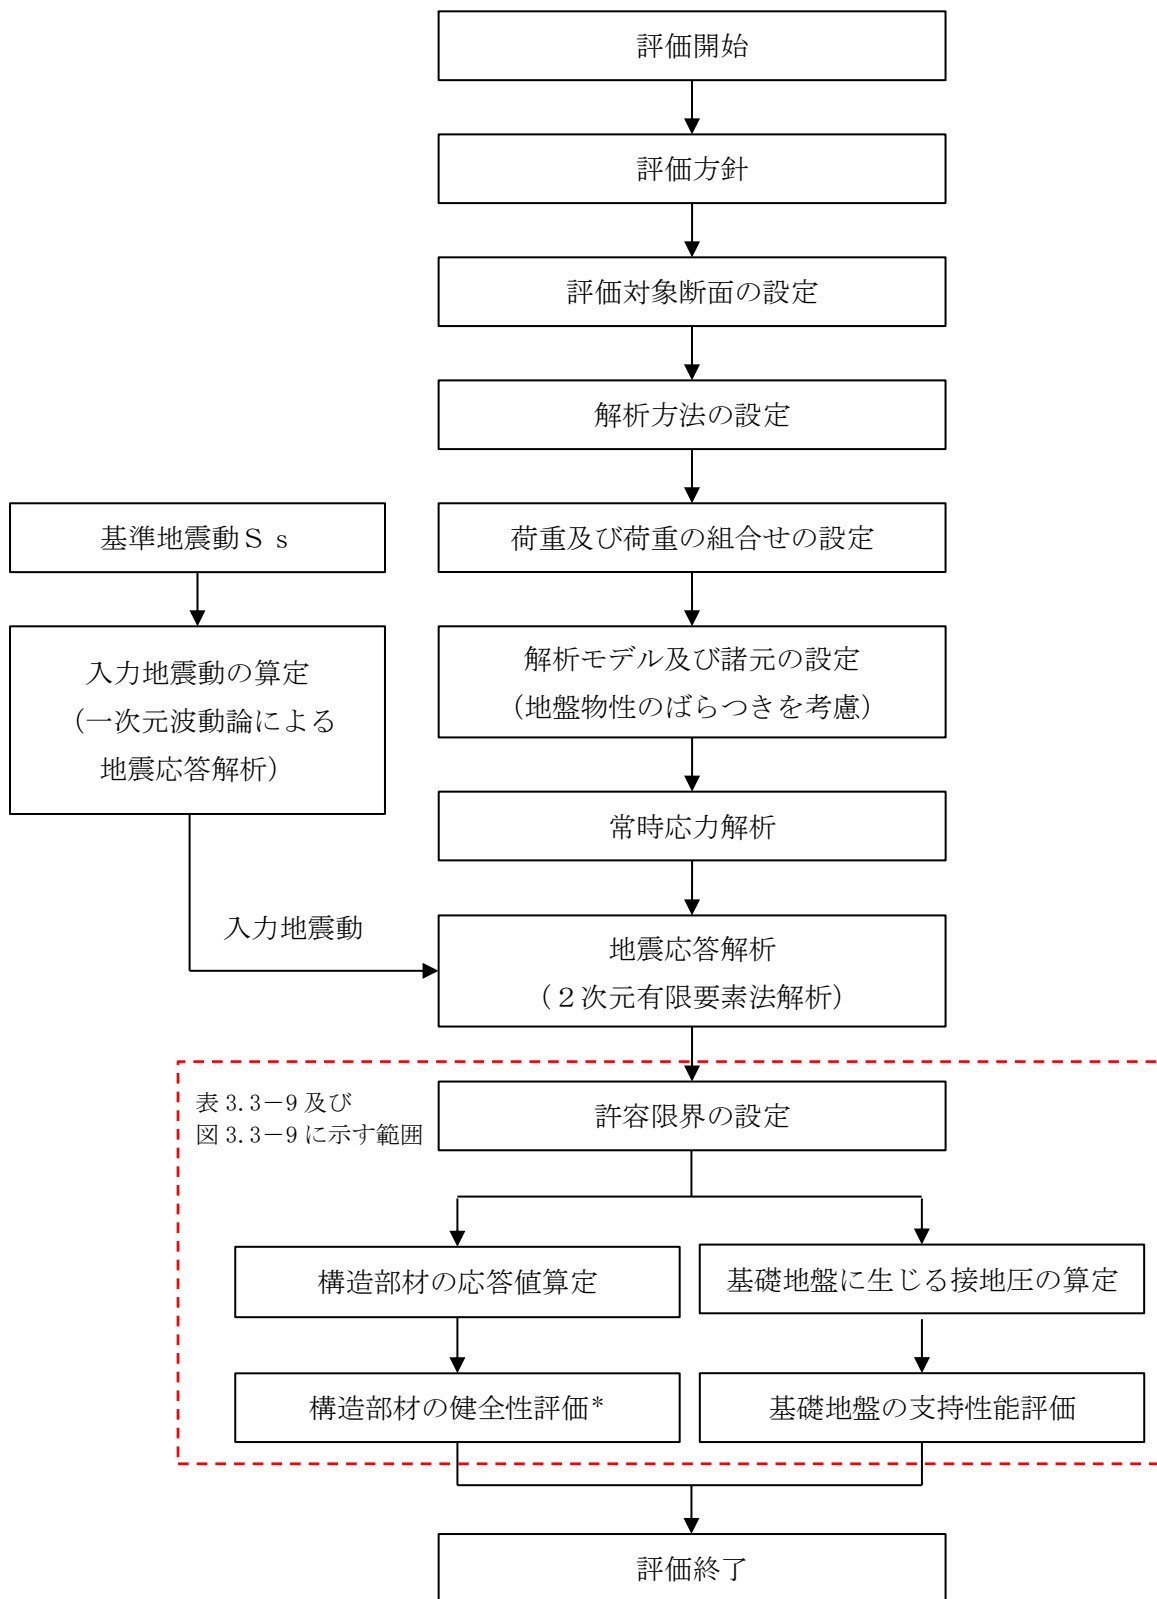 評価開始
評価方針
評価対象断面の設定
解析方法の設定
荷重及び荷重の組合せの設定
基準地震動Ｓｓ
入力地震動の算定
（一次元波動論による
地震応答解析）
解析モデル及び諸元の設定
（地盤物性のばらつきを考慮）
常時応力解析
入力地震動
地震応答解析
（２次元有限要素法解析）
表 3.3－9 及び
図 3.3－9 に示す範囲
許容限界の設定
構造部材の応答値算定
基礎地盤に生じる接地圧の算定
構造部材の健全性評価*
基礎地盤の支持性能評価
評価終了